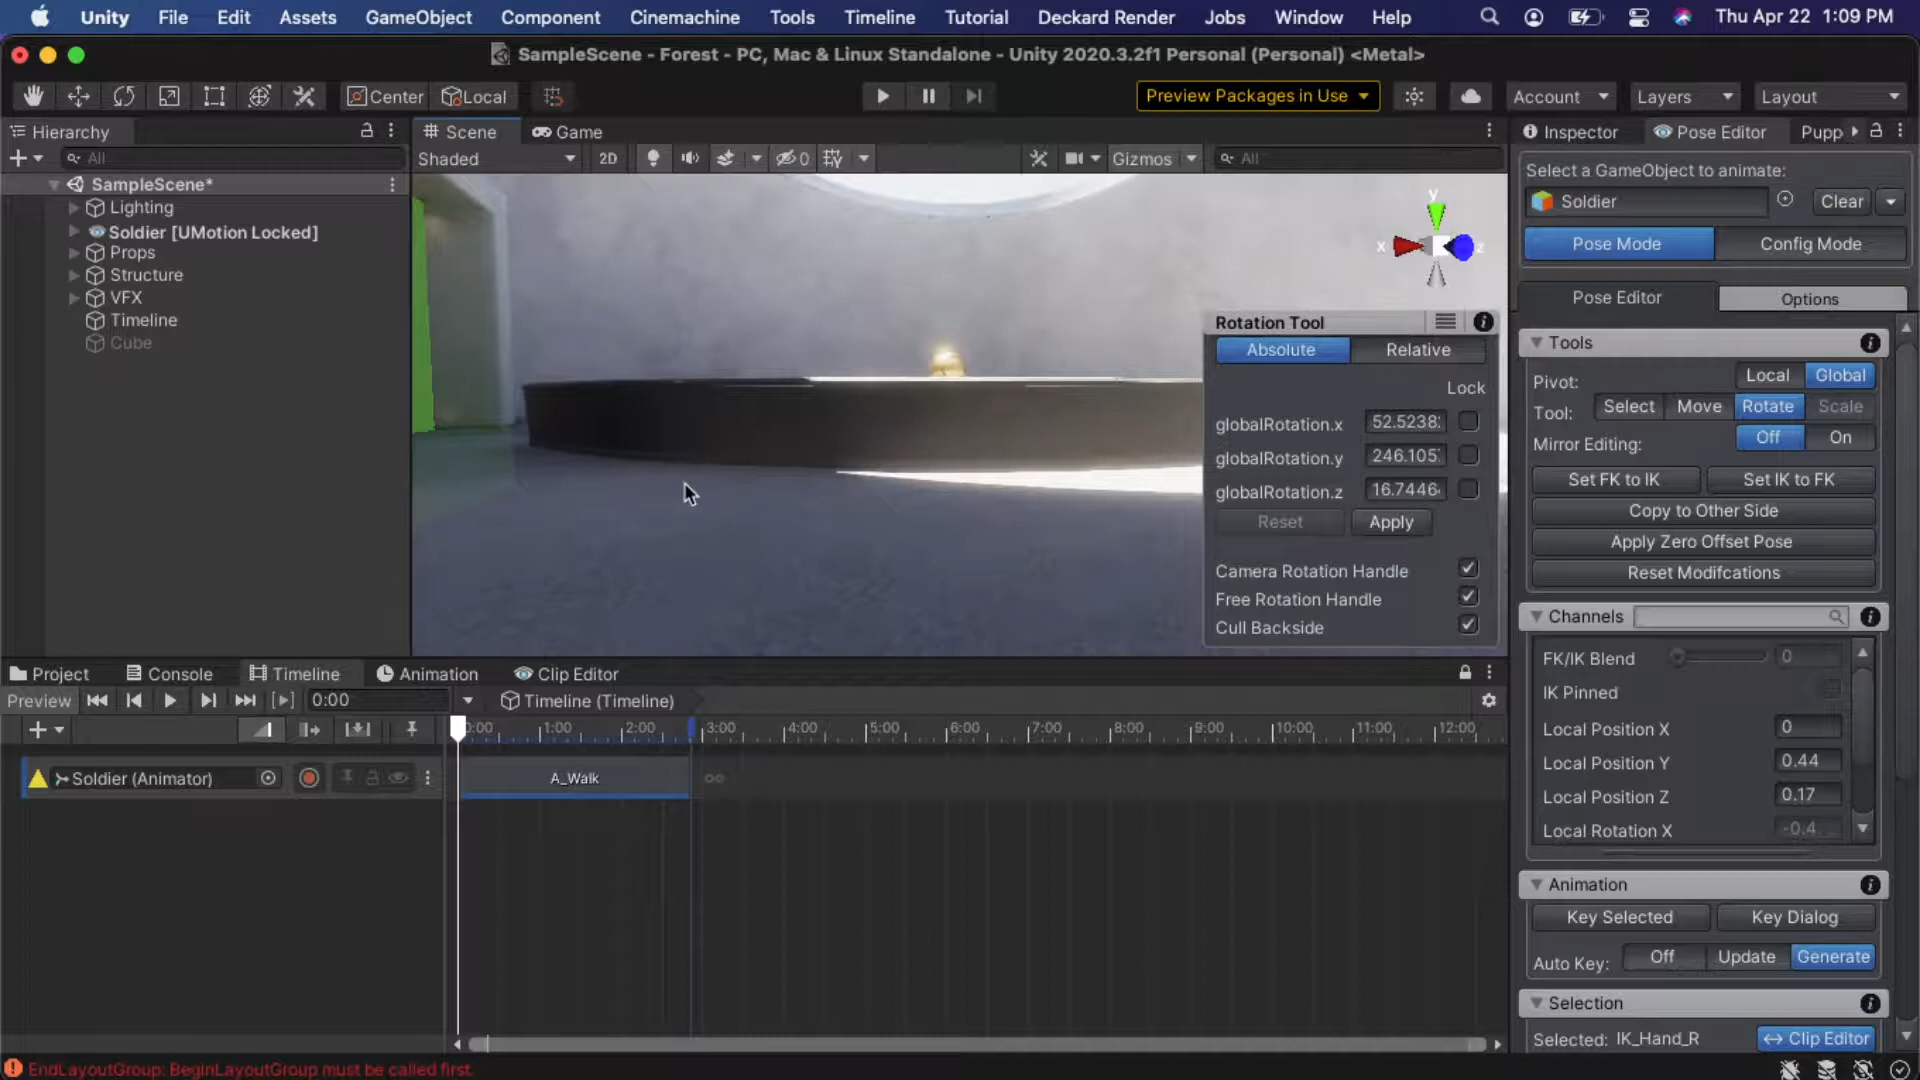 Unity File Edit Assets GameObject Component Cinemachine Tools Timeline Tutorial Deckard Render Jobs Window Help Thu Apr 22 1:09 PM
SampleScene - Forest - PC, Mac & Linux Standalone - Unity 2020.3.2f1 Personal (Personal) <Metal>
Center Local Preview Packages in Use Account Layers Layout
Hierarchy Scene Game Inspector Pose Editor Pupp
All Shaded 2D 0 Gizmos All
Select a GameObject to animate:
SampleScene*
Soldier Clear
Lighting
Soldier [UMotion Locked]
Pose Mode Config Mode
Props
Structure
VFX
Pose Editor Options
Timeline
Cube
y
x z
Rotation Tool
Absolute Relative
Lock
globalRotation.x 52.5238
globalRotation.y 246.105
globalRotation.z 16.7446
Reset Apply
Camera Rotation Handle
Free Rotation Handle
Cull Backside
Tools
Pivot: Local Global
Tool: Select Move Rotate Scale
Mirror Editing: Off On
Set FK to IK Set IK to FK
Copy to Other Side
Apply Zero Offset Pose
Reset Modifcations
Channels
FK/IK Blend 0
IK Pinned
Local Position X 0
Local Position Y 0.44
Local Position Z 0.17
Local Rotation X -0.4
Animation
Key Selected Key Dialog
Auto Key: Off Update Generate
Selection
Selected: IK_Hand_R Clip Editor
Project Console Timeline Animation Clip Editor
Preview 0:00 Timeline (Timeline)
0:00 1:00 2:00 3:00 4:00 5:00 6:00 7:00 8:00 9:00 10:00 11:00 12:00
Soldier (Animator) A_Walk
EndLayoutGroup: BeginLayoutGroup must be called first.